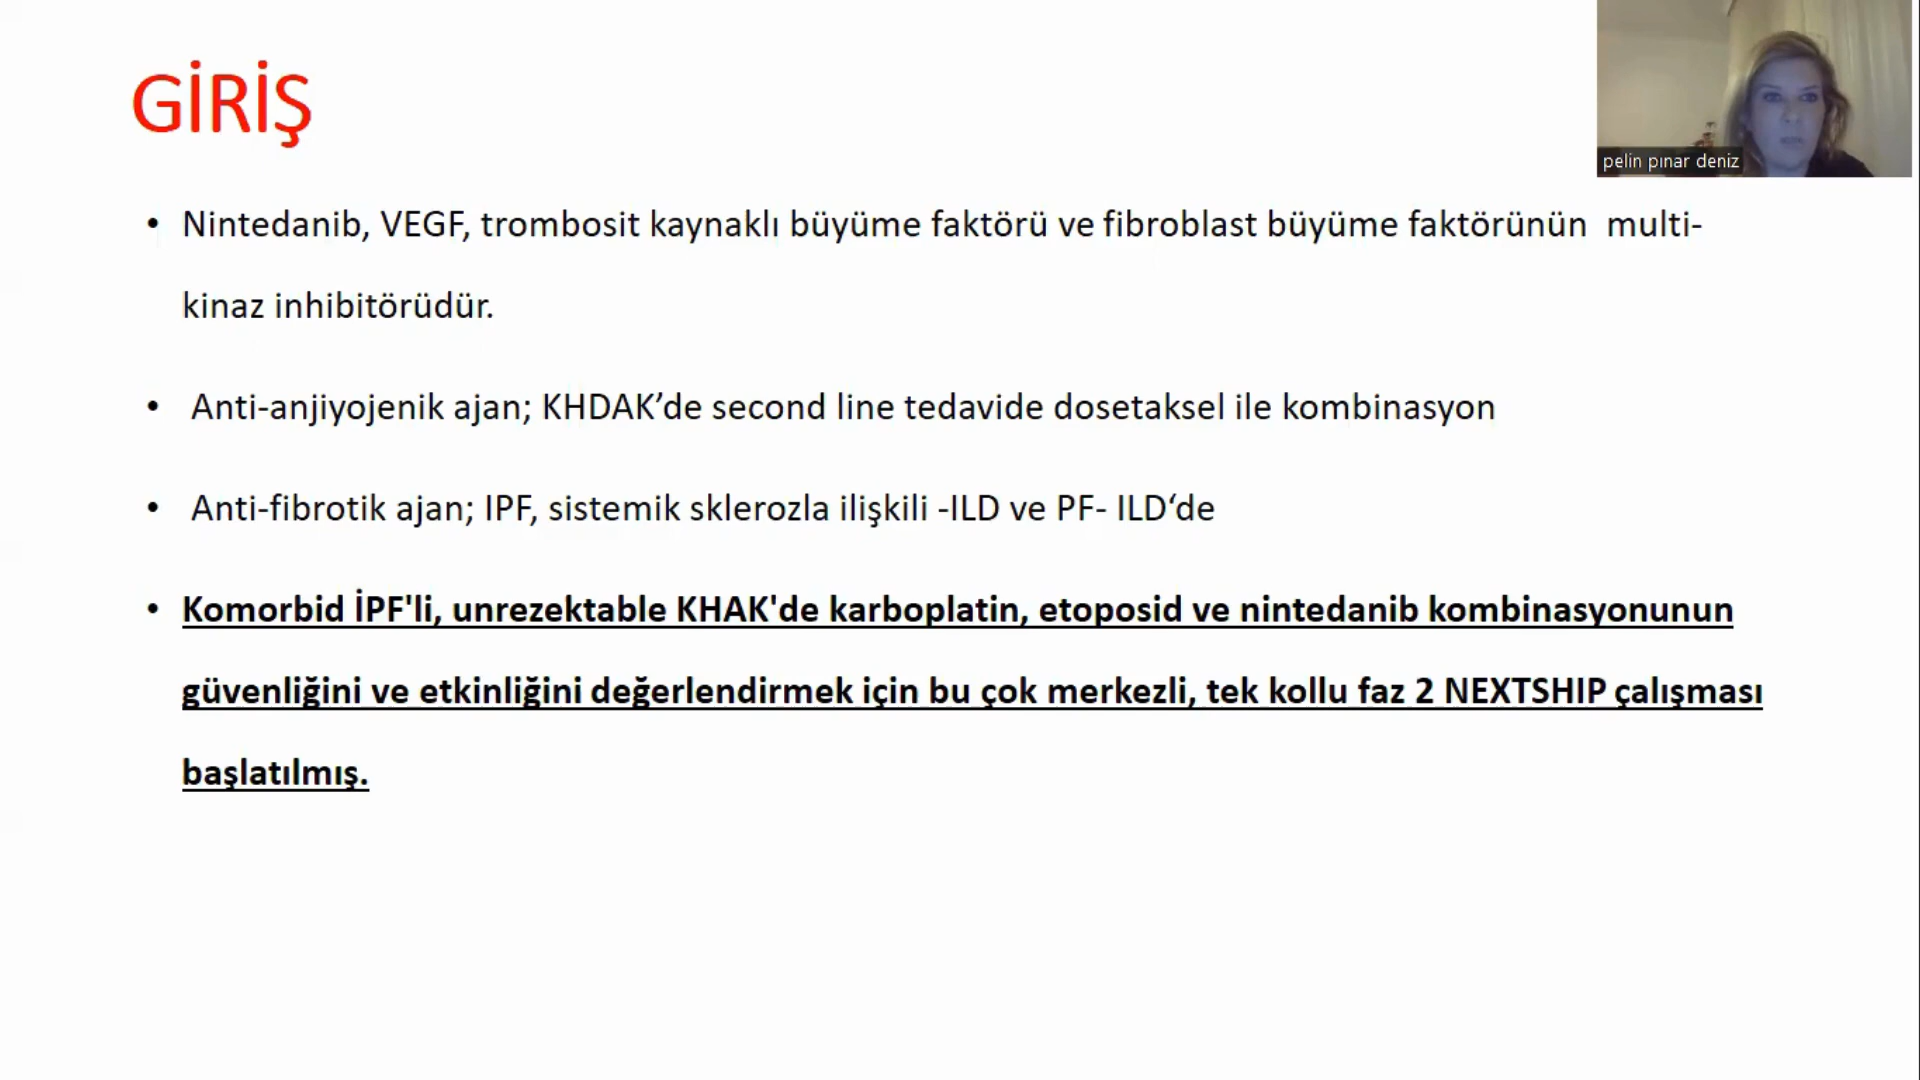 GİRİŞ
pelin pınar deniz
• Nintedanib, VEGF, trombosit kaynaklı büyüme faktörü ve fibroblast büyüme faktörünün multi-
kinaz inhibitörüdür.
• Anti-anjiyojenik ajan; KHDAK’de second line tedavide dosetaksel ile kombinasyon
• Anti-fibrotik ajan; IPF, sistemik sklerozla ilişkili -ILD ve PF- ILD‘de
• Komorbid İPF'li, unrezektable KHAK'de karboplatin, etoposid ve nintedanib kombinasyonunun
güvenliğini ve etkinliğini değerlendirmek için bu çok merkezli, tek kollu faz 2 NEXTSHIP çalışması
başlatılmış.